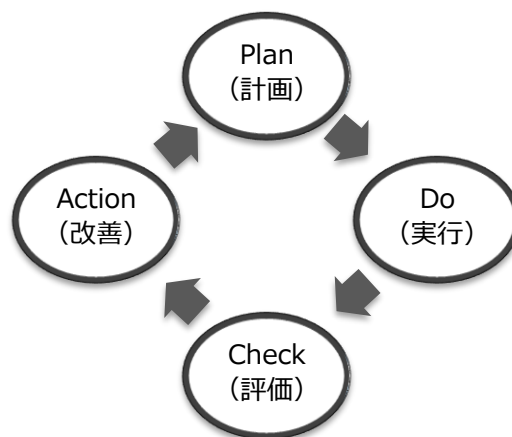 Plan
（計画）
Do
（実行）
Check
（評価）
Action
（改善）